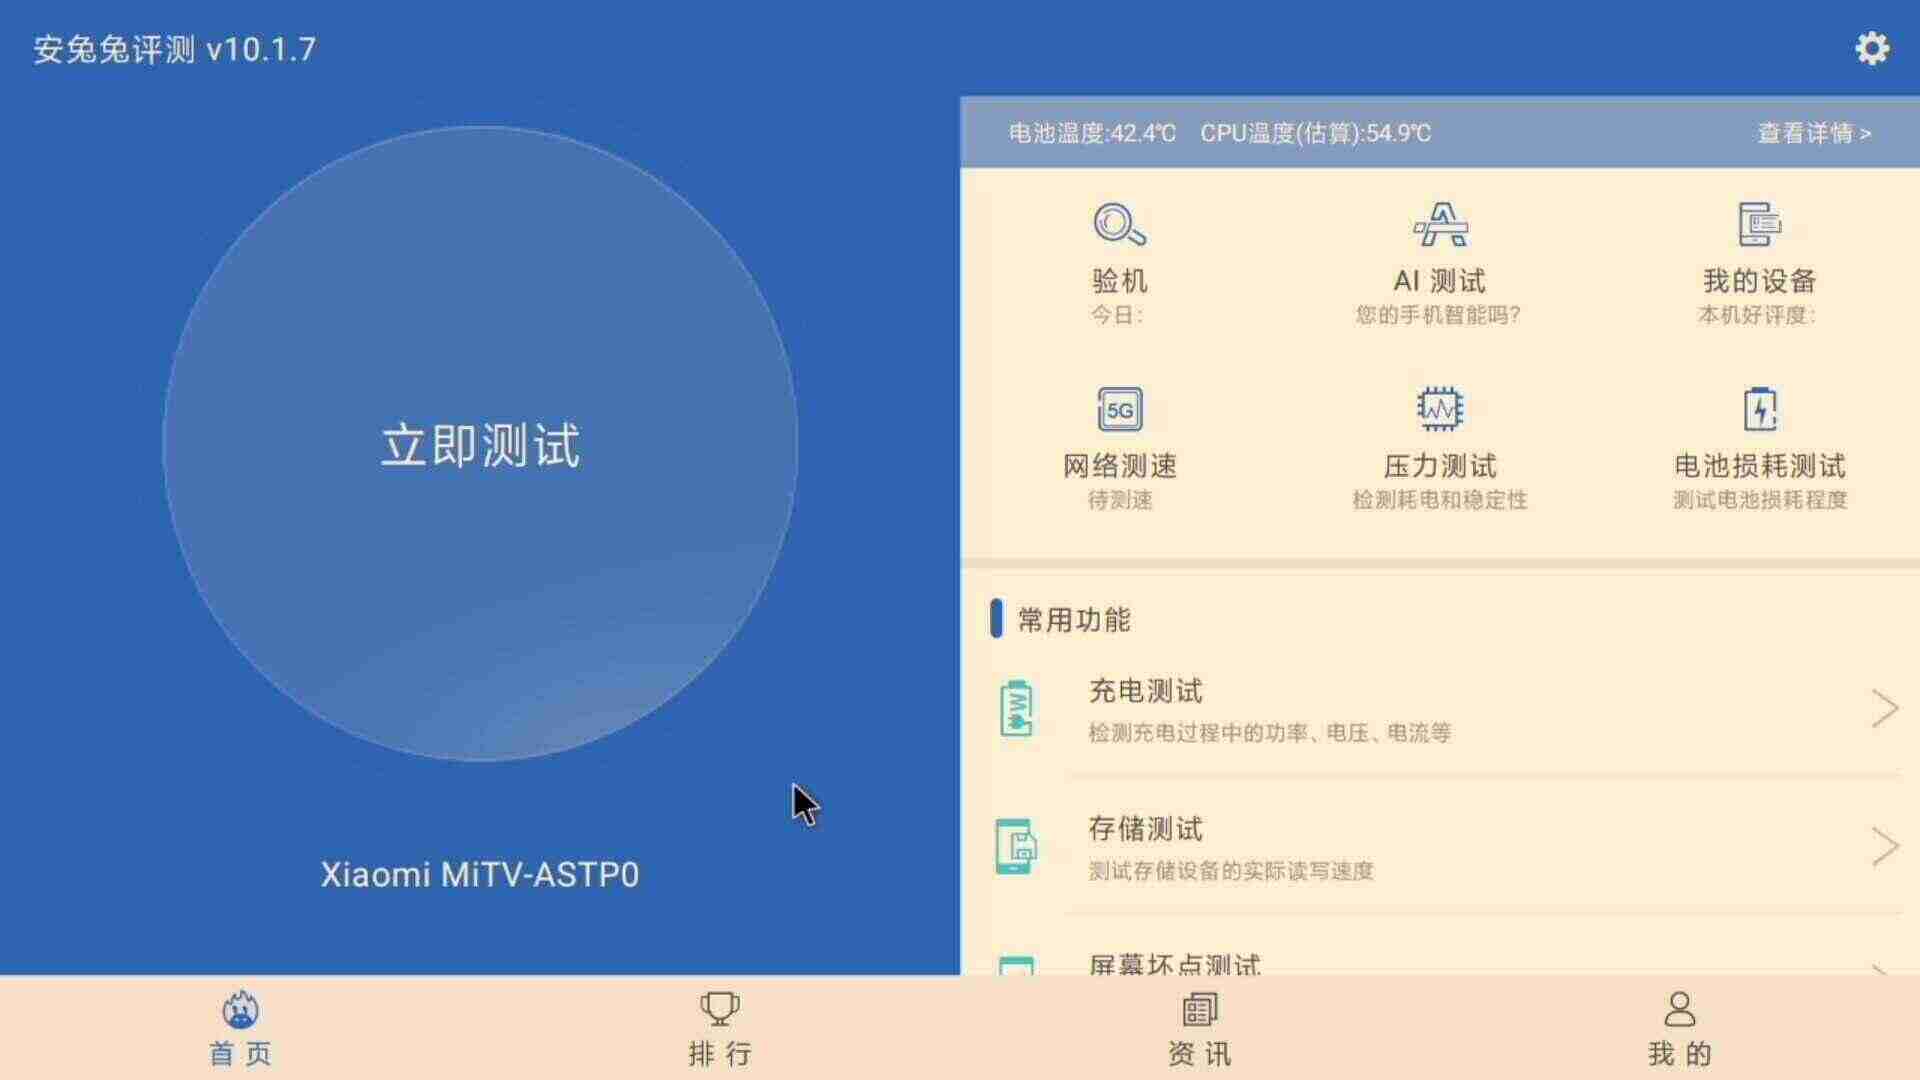 安兔兔评测 v10.1.7
立即测试
Xiaomi MiTV-ASTP0
电池温度:42.4℃ CPU温度(估算):54.9℃ 查看详情 >
验机
今日:
AI 测试
您的手机智能吗?
我的设备
本机好评度:
5G
网络测速
待测速
压力测试
检测耗电和稳定性
电池损耗测试
测试电池损耗程度
常用功能
W
充电测试
检测充电过程中的功率、电压、电流等
存储测试
测试存储设备的实际读写速度
屏幕坏点测试
首页
排行
资讯
我的